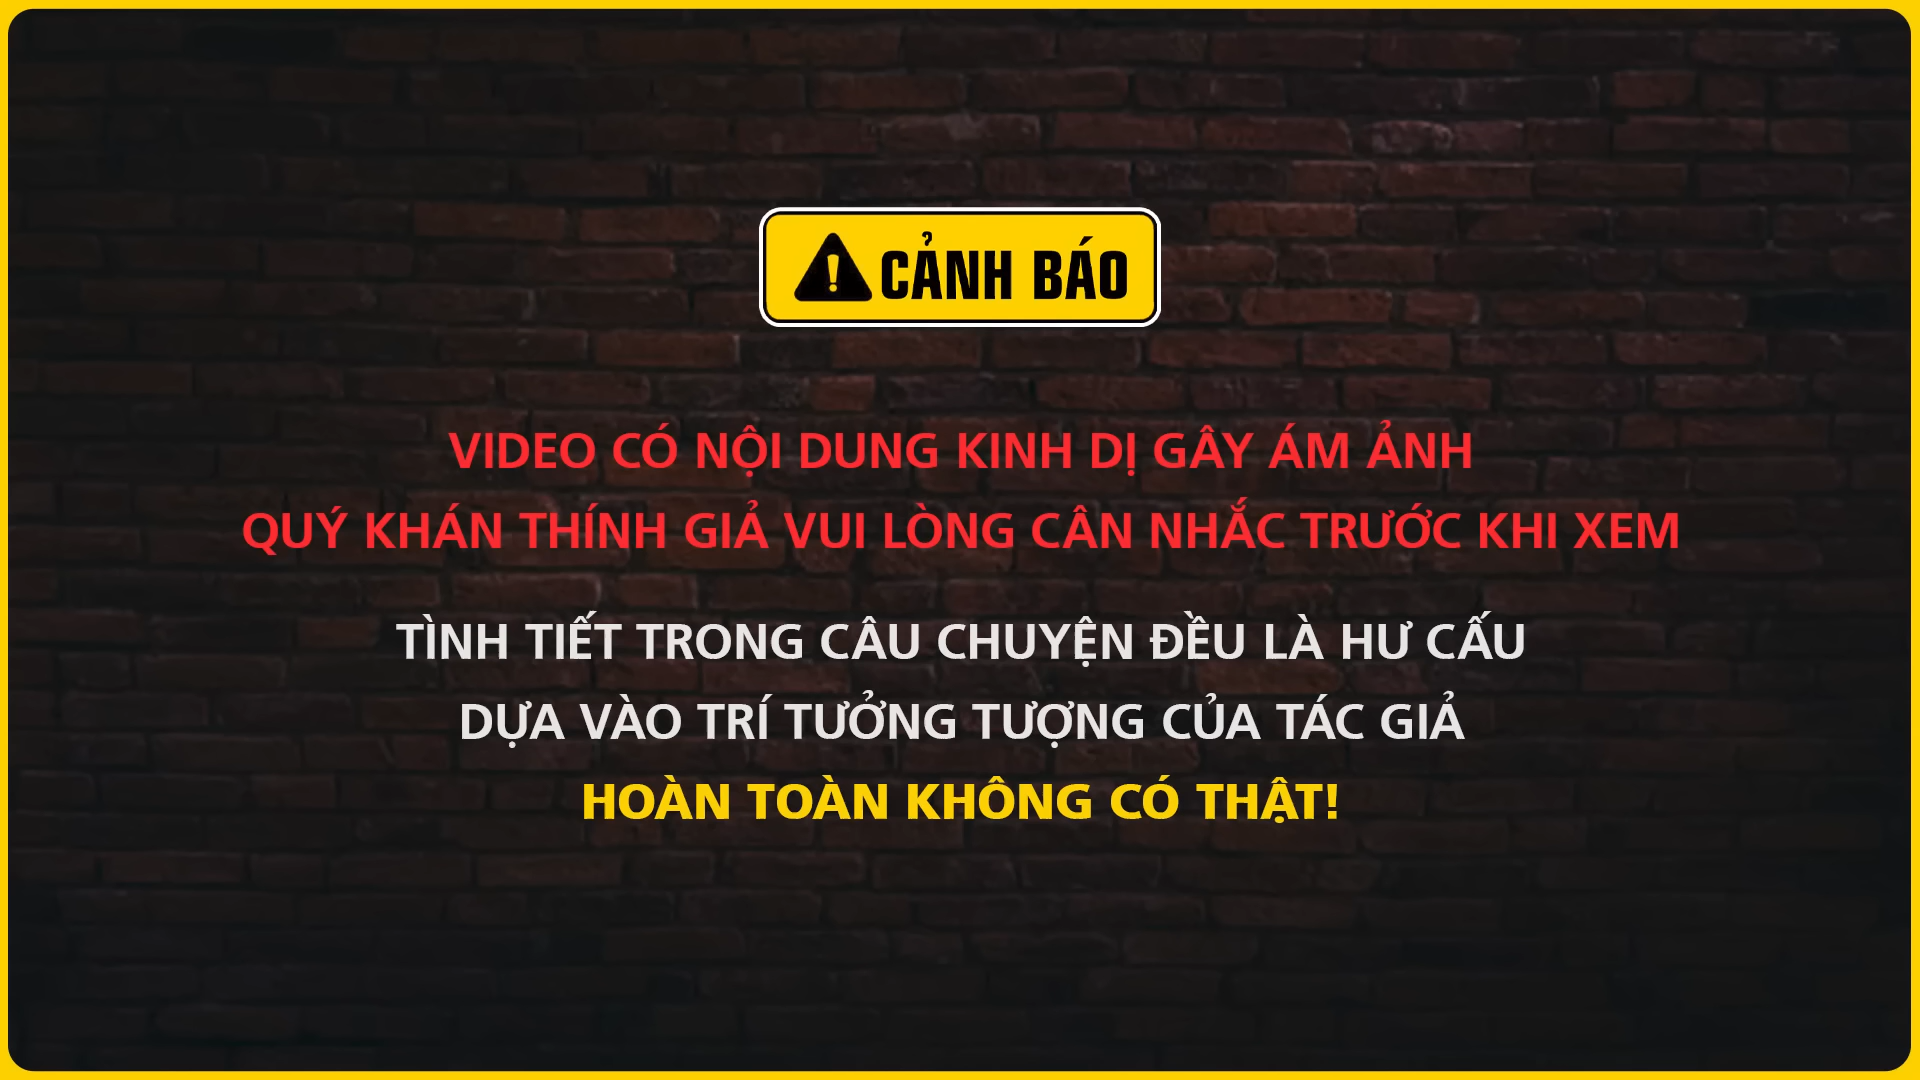 CẢNH BÁO
VIDEO CÓ NỘI DUNG KINH DỊ GÂY ÁM ẢNH
QUÝ KHÁN THÍNH GIẢ VUI LÒNG CÂN NHẮC TRƯỚC KHI XEM
TÌNH TIẾT TRONG CÂU CHUYỆN ĐỀU LÀ HƯ CẤU
DỰA VÀO TRÍ TƯỞNG TƯỢNG CỦA TÁC GIẢ
HOÀN TOÀN KHÔNG CÓ THẬT!